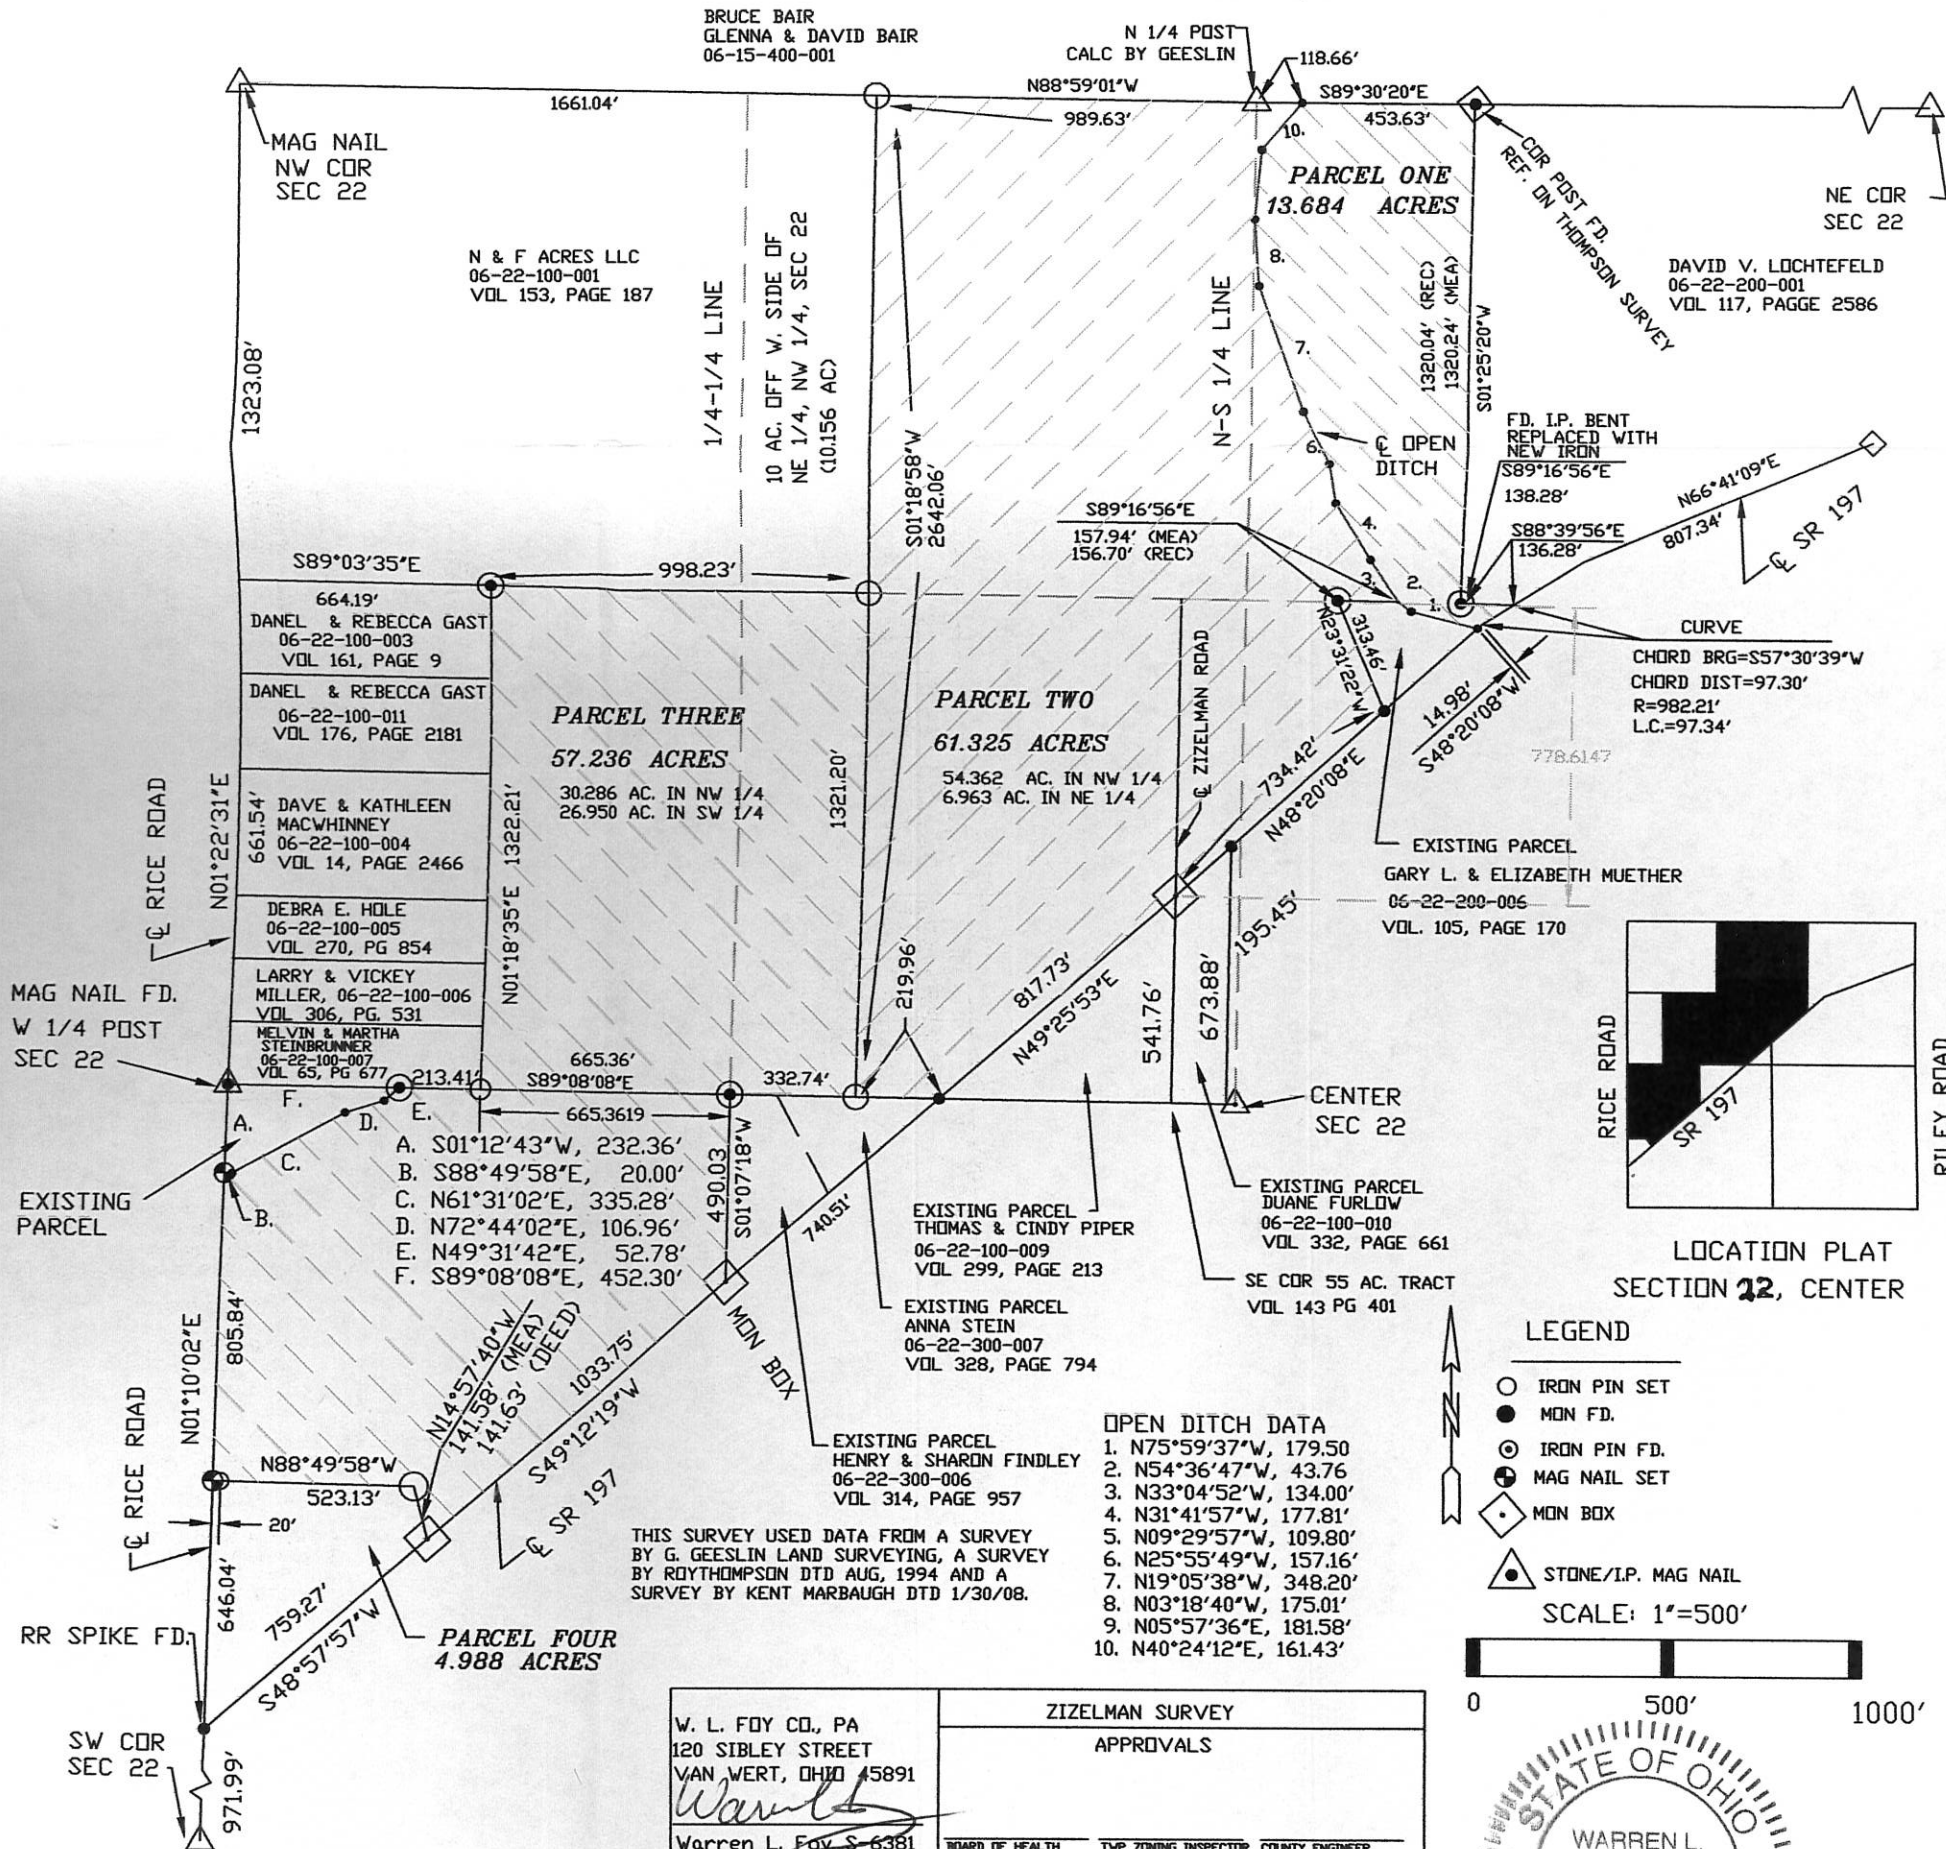 BRUCE BAIR
GLENNA & DAVID BAIR
06-15-400-001
N 1/4 POST
CALC BY GEESLIN
118.66'
1661.04'
N88°59'01"W
989.63'
S89°30'20"E
453.63'
MAG NAIL
NW COR
SEC 22
10.
PARCEL ONE
13.684 ACRES
COR POST FD.
REF. ON THOMPSON SURVEY
NE COR
SEC 22
N & F ACRES LLC
06-22-100-001
VOL 153, PAGE 187
1/4-1/4 LINE
10 AC. OFF W. SIDE OF
NE 1/4, NW 1/4, SEC 22
(10.156 AC)
N-S 1/4 LINE
8.
7.
6.
1320.04' (REC)
1320.24' (MEA)
S01°25'20"W
DAVID V. LOCHTEFELD
06-22-200-001
VOL 117, PAGGE 2586
1323.08'
S01°18'58"W
2642.06'
℄ OPEN
DITCH
FD. I.P. BENT
REPLACED WITH
NEW IRON
S89°16'56"E
138.28'
N66°41'09"E
807.34'
℄ SR 197
S89°16'56"E
157.94' (MEA)
156.70' (REC)
4.
S88°39'56"E
136.28'
S89°03'35"E
664.19'
998.23'
3.
2.
1.
DANEL & REBECCA GAST
06-22-100-003
VOL 161, PAGE 9
DANEL & REBECCA GAST
06-22-100-011
VOL 176, PAGE 2181
CURVE
CHORD BRG=S57°30'39"W
CHORD DIST=97.30'
R=982.21'
L.C.=97.34'
313.46'
N23°31'22"W
14.98'
S48°20'08"W
778.6147
PARCEL THREE
57.236 ACRES
30.286 AC. IN NW 1/4
26.950 AC. IN SW 1/4
PARCEL TWO
61.325 ACRES
54.362 AC. IN NW 1/4
6.963 AC. IN NE 1/4
℄ ZIZELMAN ROAD
734.42'
N48°20'08"E
℄ RICE ROAD
N01°22'31"E
661.54'
DAVE & KATHLEEN
MACWHINNEY
06-22-100-004
VOL 14, PAGE 2466
N01°18'35"E 1322.21'
1321.20'
EXISTING PARCEL
GARY L. & ELIZABETH MUETHER
06-22-200-006
VOL. 105, PAGE 170
DEBRA E. HOLE
06-22-100-005
VOL 270, PG 854
LARRY & VICKEY
MILLER, 06-22-100-006
VOL 306, PG. 531
MELVIN & MARTHA
STEINBRUNNER
06-22-100-007
VOL 65, PG 677
MAG NAIL FD.
W 1/4 POST
SEC 22
219.96'
817.73'
N49°25'53"E
541.76'
673.88'
195.45'
213.41'
665.36'
S89°08'08"E
332.74'
665.3619
CENTER
SEC 22
RICE ROAD
SR 197
RILEY ROAD
LOCATION PLAT
SECTION 22, CENTER
F.
E.
D.
C.
A.
B.
EXISTING
PARCEL
A. S01°12'43"W, 232.36'
B. S88°49'58"E, 20.00'
C. N61°31'02"E, 335.28'
D. N72°44'02"E, 106.96'
E. N49°31'42"E, 52.78'
F. S89°08'08"E, 452.30'
490.03
S01°07'18"W
740.51'
EXISTING PARCEL
THOMAS & CINDY PIPER
06-22-100-009
VOL 299, PAGE 213
EXISTING PARCEL
DUANE FURLOW
06-22-100-010
VOL 332, PAGE 661
SE COR 55 AC. TRACT
VOL 143 PG 401
EXISTING PARCEL
ANNA STEIN
06-22-300-007
VOL 328, PAGE 794
MON BOX
N01°10'02"E
805.84'
N14°57'40"W
141.58' (MEA)
141.63' (DEED)
1033.75'
S49°12'19"W
℄ SR 197
EXISTING PARCEL
HENRY & SHARON FINDLEY
06-22-300-006
VOL 314, PAGE 957
LEGEND
IRON PIN SET
MON FD.
IRON PIN FD.
MAG NAIL SET
MON BOX
STONE/I.P. MAG NAIL
SCALE: 1"=500'
0 500' 1000'
N
OPEN DITCH DATA
1. N75°59'37"W, 179.50
2. N54°36'47"W, 43.76
3. N33°04'52"W, 134.00'
4. N31°41'57"W, 177.81'
5. N09°29'57"W, 109.80'
6. N25°55'49"W, 157.16'
7. N19°05'38"W, 348.20'
8. N03°18'40"W, 175.01'
9. N05°57'36"E, 181.58'
10. N40°24'12"E, 161.43'
℄ RICE ROAD
N88°49'58"W
523.13'
20'
646.04'
759.27'
S48°57'57"W
THIS SURVEY USED DATA FROM A SURVEY
BY G. GEESLIN LAND SURVEYING, A SURVEY
BY ROYTHOMPSON DTD AUG, 1994 AND A
SURVEY BY KENT MARBAUGH DTD 1/30/08.
RR SPIKE FD.
PARCEL FOUR
4.988 ACRES
SW COR
SEC 22
971.99'
W. L. FOY CO., PA
120 SIBLEY STREET
VAN WERT, OHIO 45891
Warren L. Foy S-6381
ZIZELMAN SURVEY
APPROVALS
BOARD OF HEALTH TWP ZONING INSPECTOR COUNTY ENGINEER
STATE OF OHIO
WARREN L.